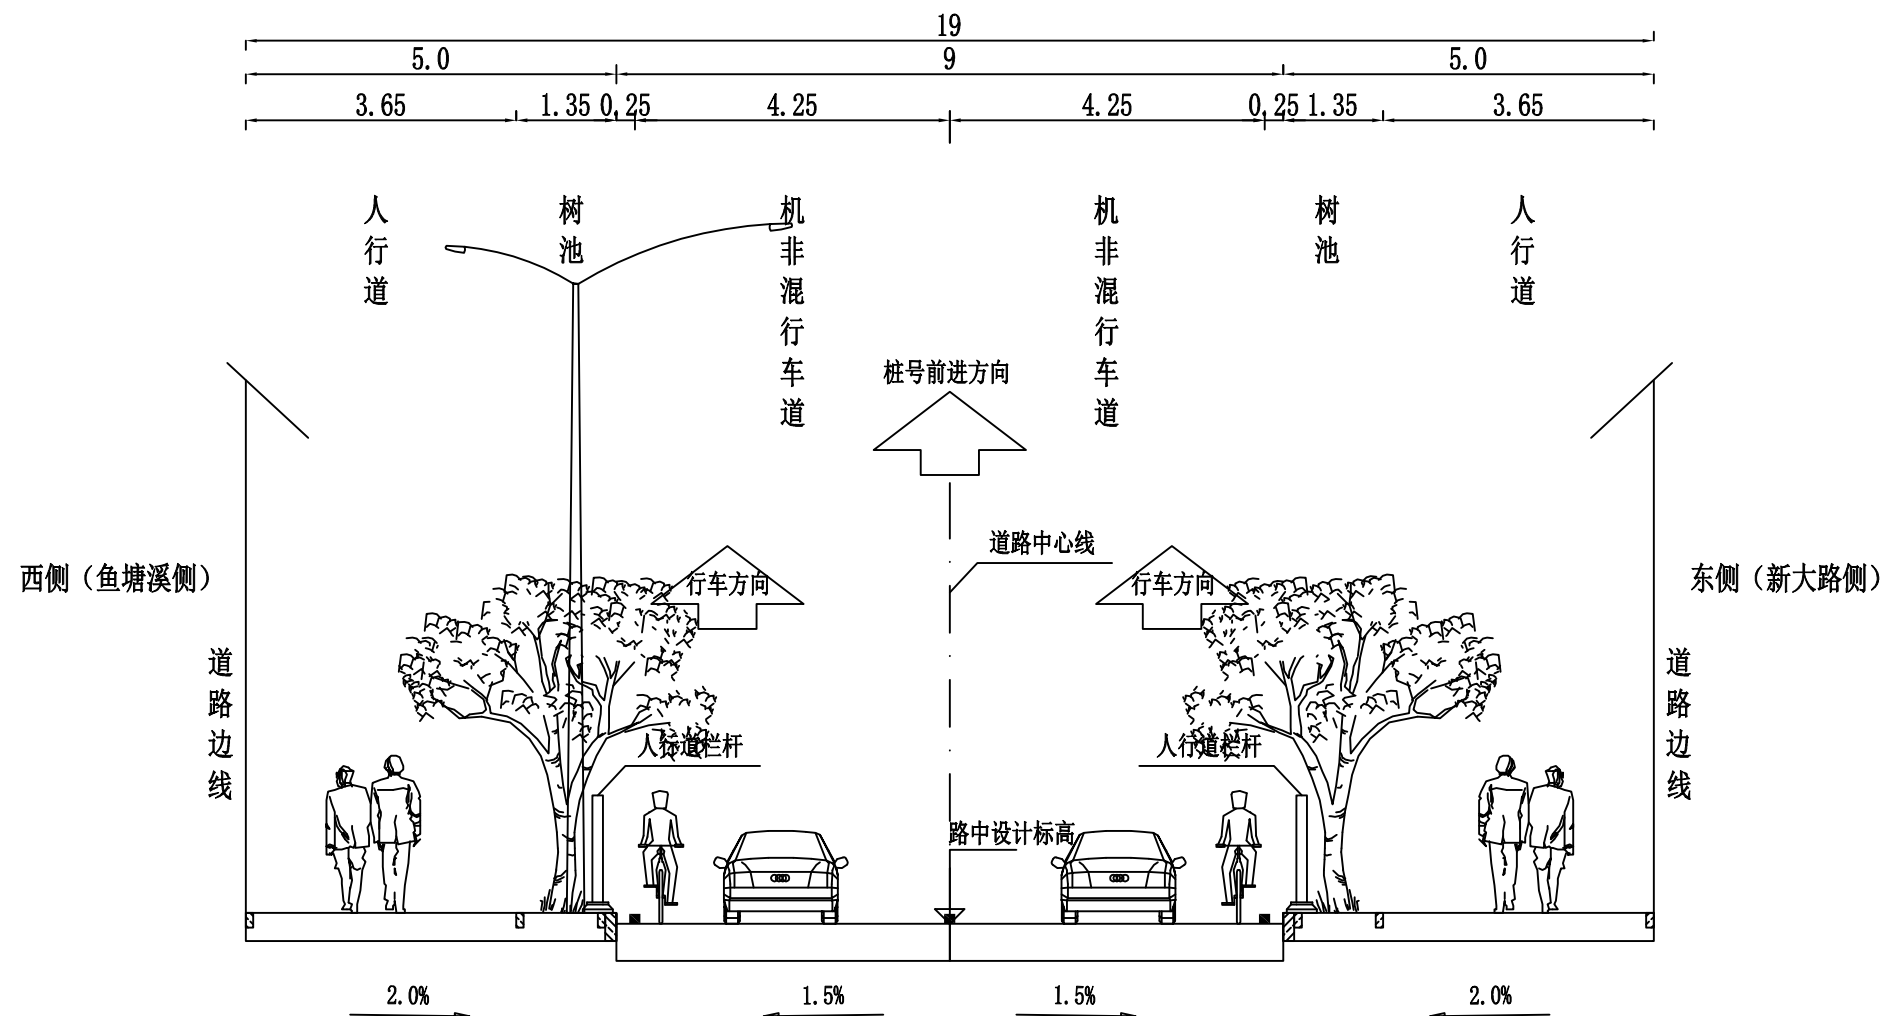 19
5.0 9 5.0
3.65 1.35 0.25 4.25 4.25 0.25 1.35 3.65
人行道
树池
机非混行车道
机非混行车道
树池
人行道
桩号前进方向
道路中心线
西侧（鱼塘溪侧）
行车方向
行车方向
东侧（新大路侧）
道路边线
道路边线
人行道栏杆
人行道栏杆
路中设计标高
2.0% 1.5% 1.5% 2.0%